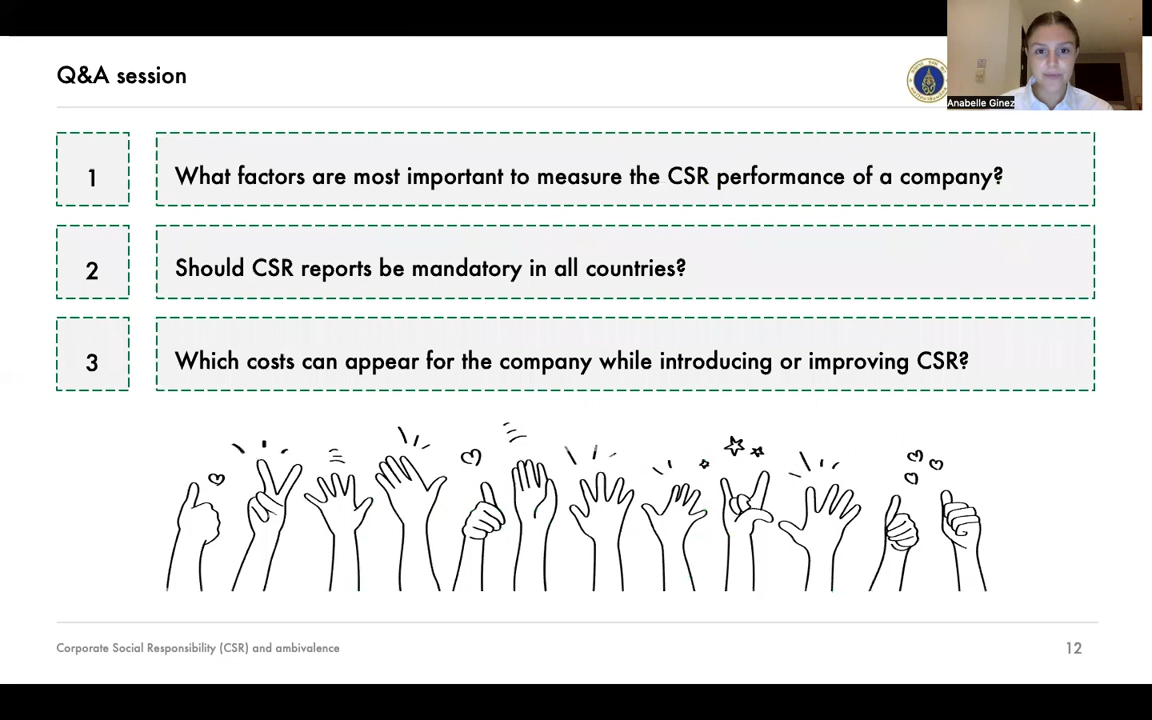 Q&A session
Anabelle Ginez
1
What factors are most important to measure the CSR performance of a company?
2
Should CSR reports be mandatory in all countries?
3
Which costs can appear for the company while introducing or improving CSR?
Corporate Social Responsibility (CSR) and ambivalence
12